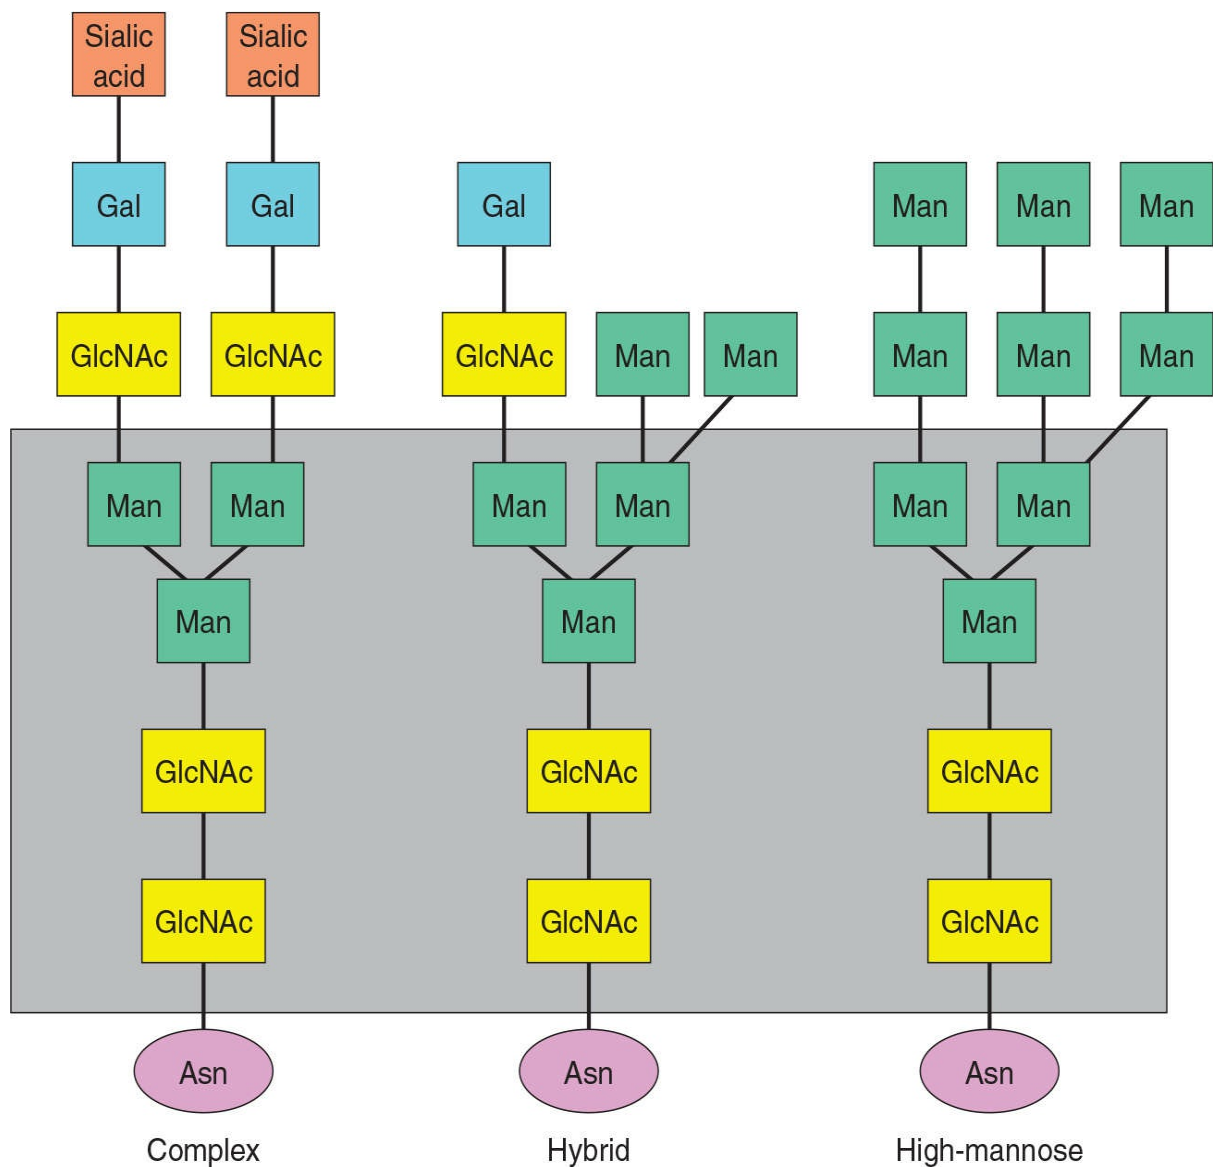 Sialic Sialic
acid acid
Gal Gal Gal Man Man Man
GlcNAc GlcNAc GlcNAc Man Man Man Man Man
Man Man Man Man Man Man
Man Man Man
GlcNAc GlcNAc GlcNAc
GlcNAc GlcNAc GlcNAc
Asn Asn Asn
Complex Hybrid High-mannose